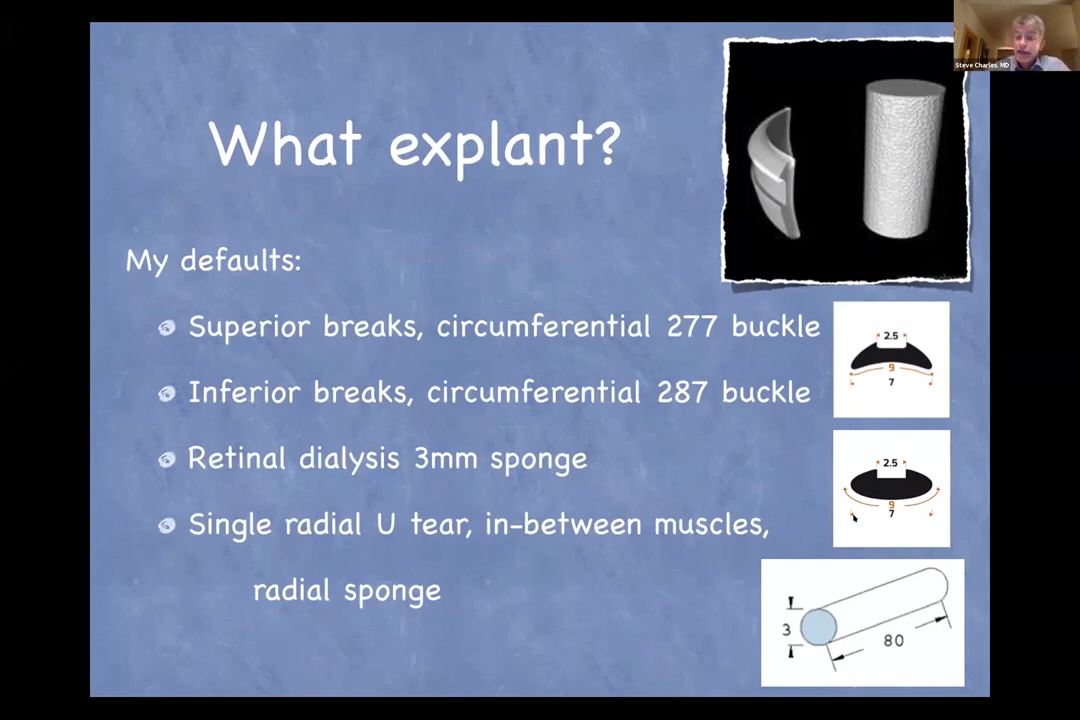 Steve Charles, MD
What explant?
My defaults:
Superior breaks, circumferential 277 buckle
2.5
9
7
Inferior breaks, circumferential 287 buckle
2.5
9
7
Retinal dialysis 3mm sponge
Single radial U tear, in-between muscles,
radial sponge
3
80